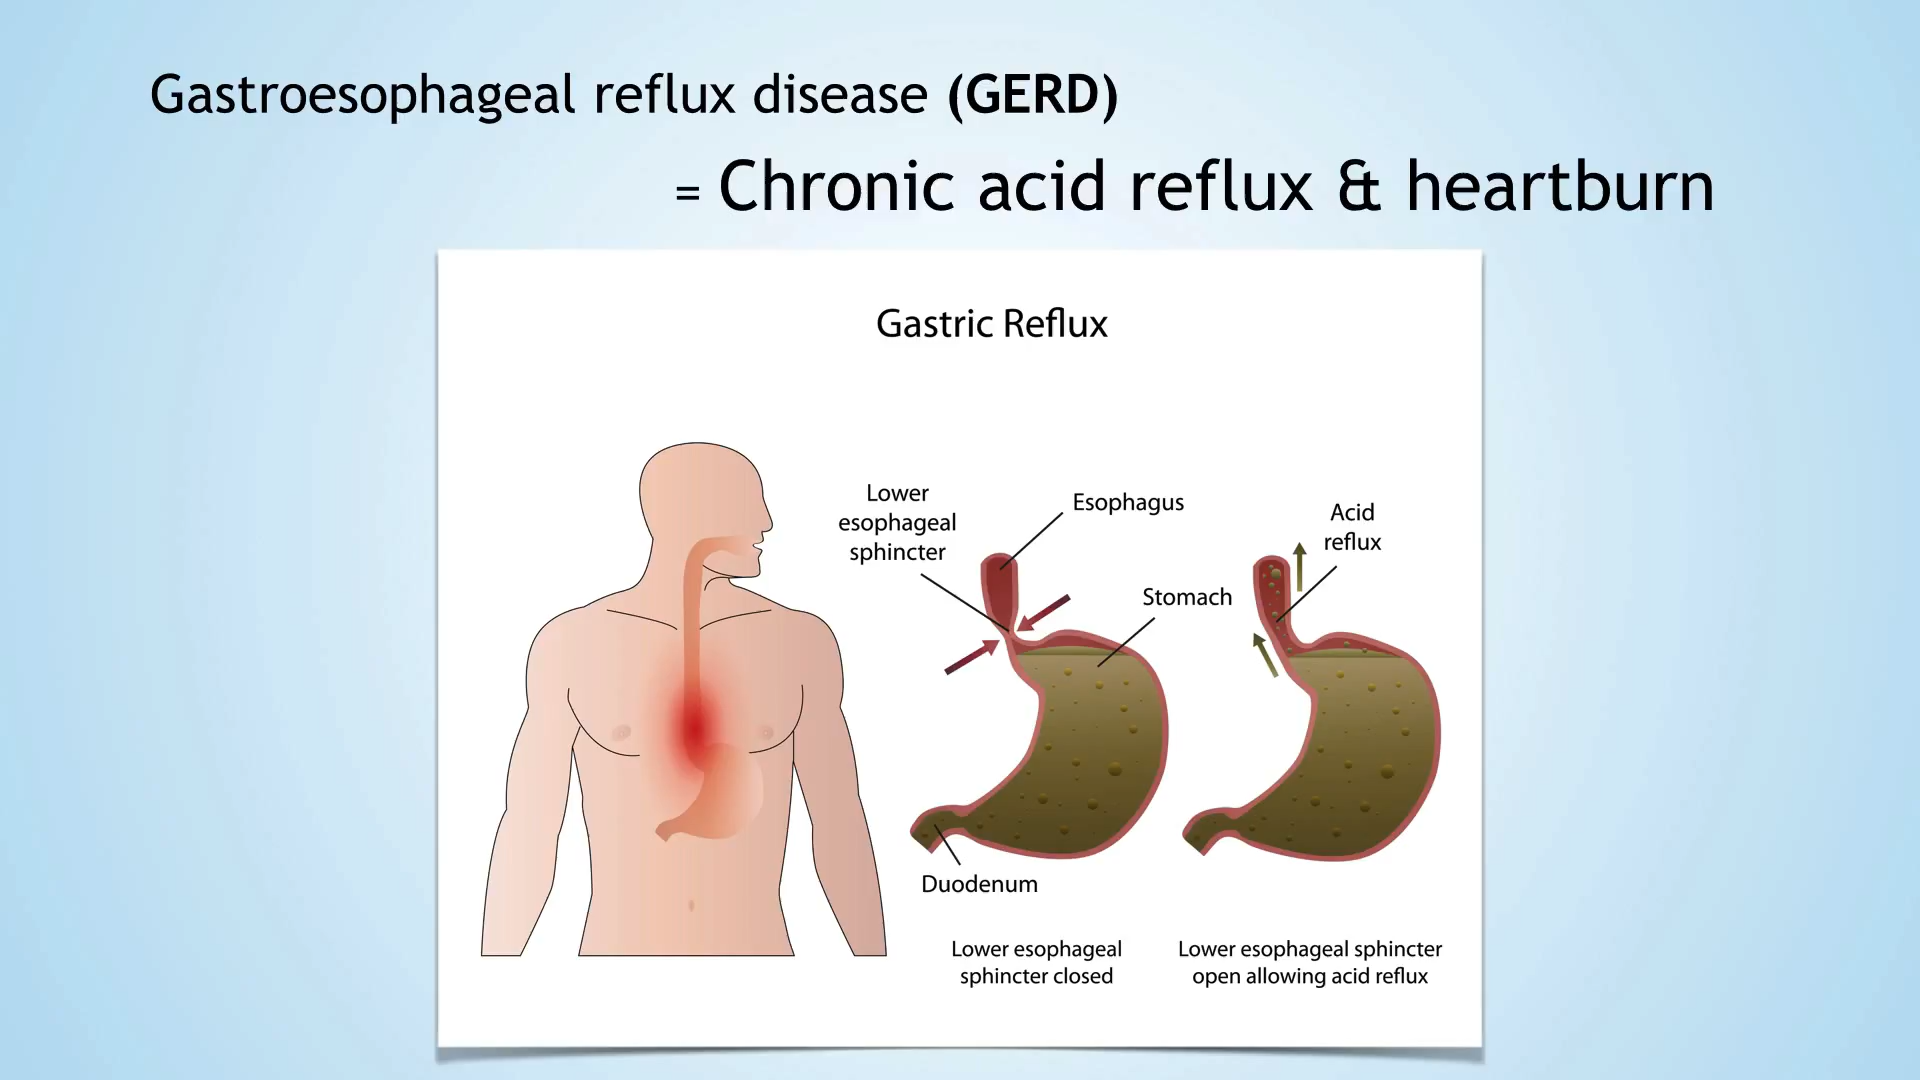 Gastroesophageal reflux disease (GERD)
= Chronic acid reflux & heartburn
Gastric Reflux
Lower
esophageal
sphincter
Esophagus
Stomach
Acid
reflux
Duodenum
Lower esophageal
sphincter closed
Lower esophageal sphincter
open allowing acid reflux